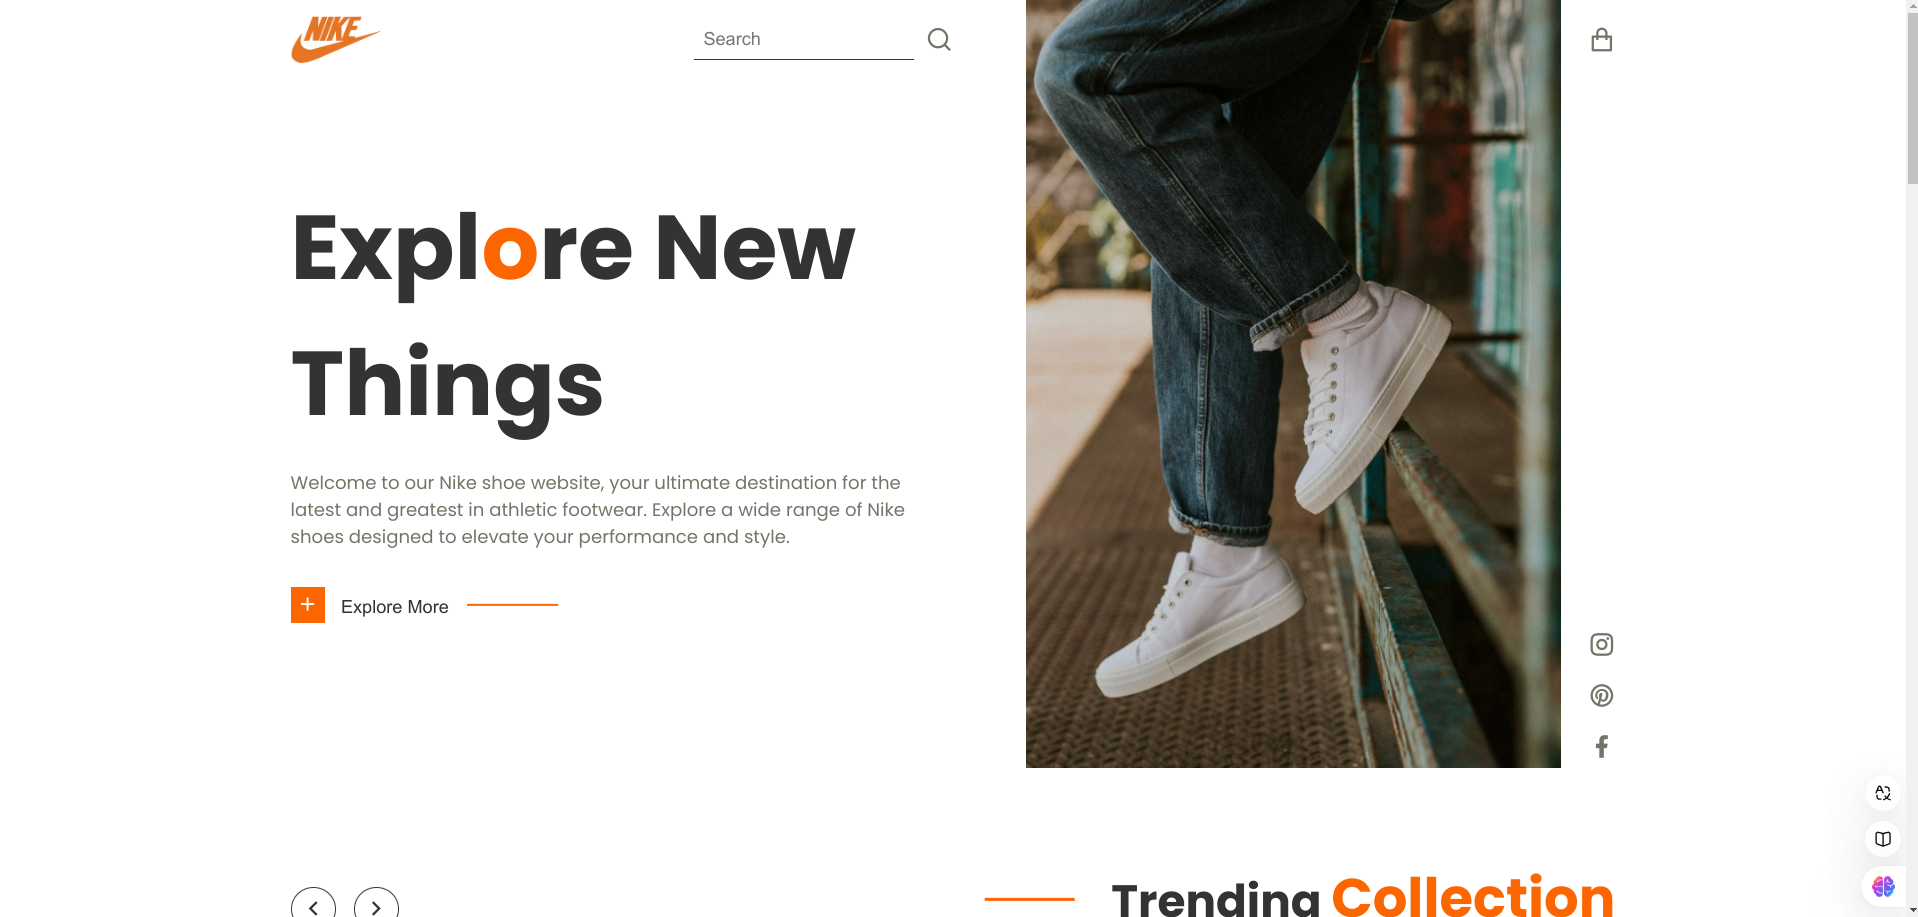 NIKE
Search
Explore New
Things
Welcome to our Nike shoe website, your ultimate destination for the
latest and greatest in athletic footwear. Explore a wide range of Nike
shoes designed to elevate your performance and style.
Explore More
Trending Collection